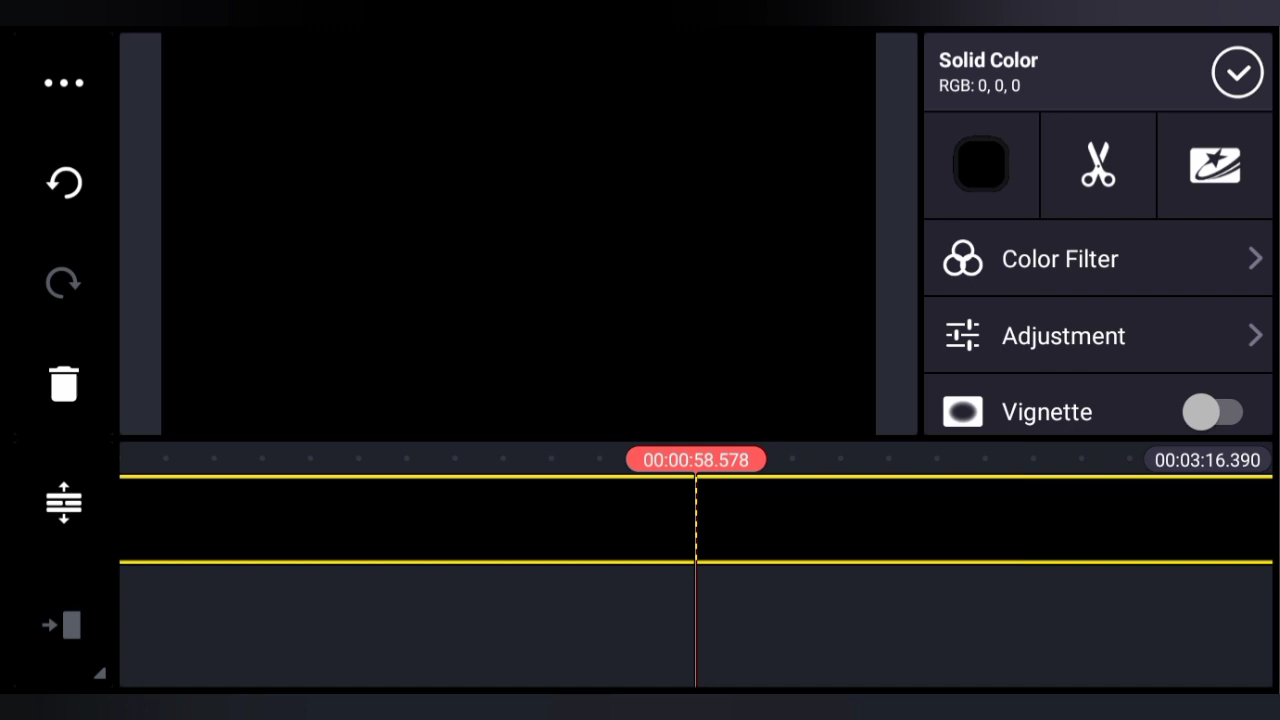 Solid Color
RGB: 0, 0, 0
Color Filter
Adjustment
Vignette
00:00:58.578
00:03:16.390